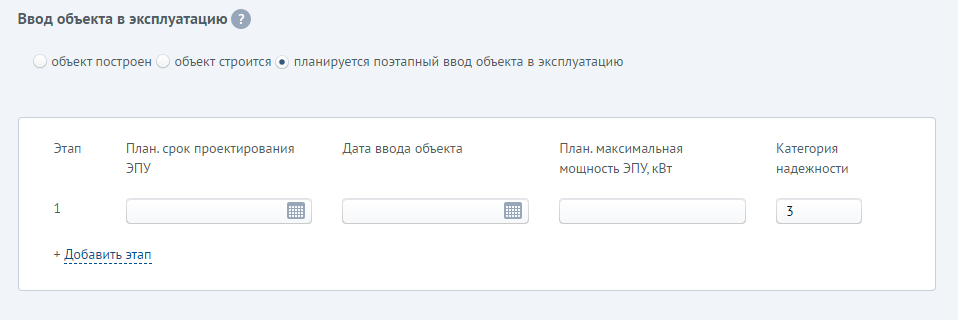 Ввод объекта в эксплуатацию ?
объект построен объект строится планируется поэтапный ввод объекта в эксплуатацию
Этап План. срок проектирования ЭПУ Дата ввода объекта План. максимальная мощность ЭПУ, кВт Категория надежности
1 3
+ Добавить этап